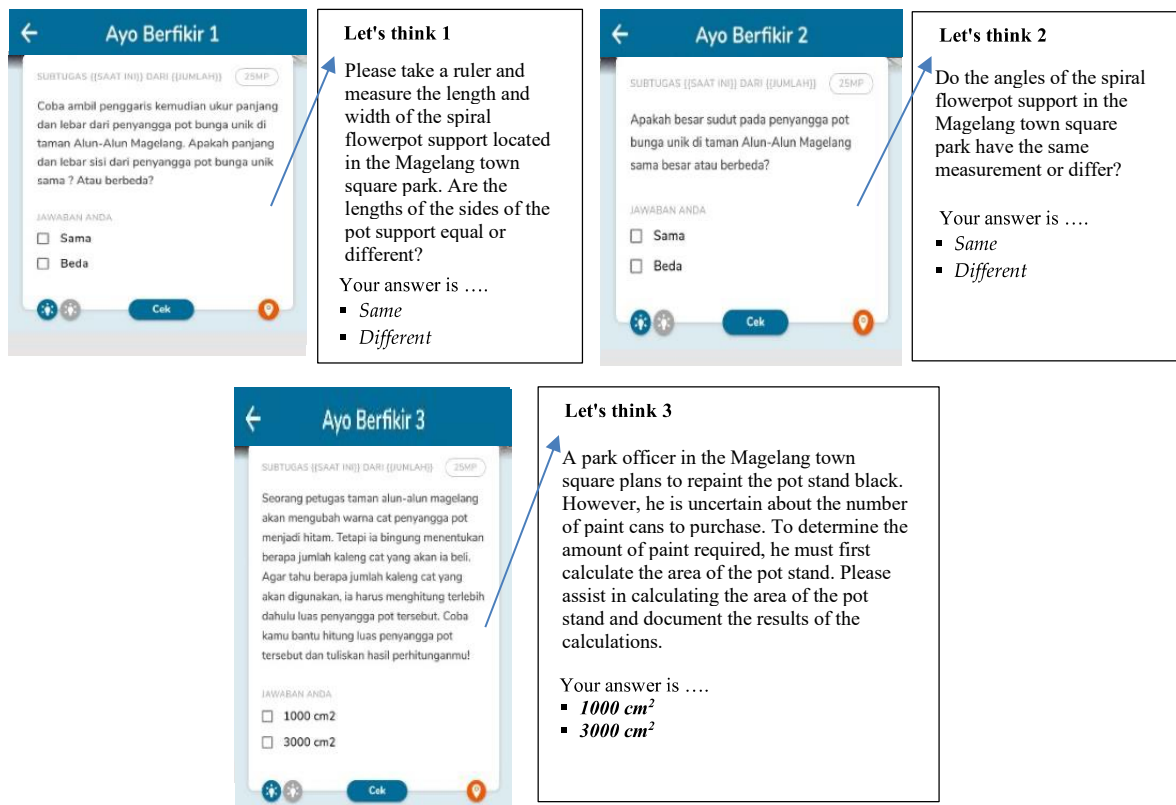 Ayo Berfikir 1
SUBTUGAS {{SAAT INI}} DARI {{JUMLAH}} 25MP
Coba ambil penggaris kemudian ukur panjang
dan lebar dari penyangga pot bunga unik di
taman Alun-Alun Magelang. Apakah panjang
dan lebar sisi dari penyangga pot bunga unik
sama ? Atau berbeda?
JAWABAN ANDA
Sama
Beda
Cek
Let's think 1
Please take a ruler and
measure the length and
width of the spiral
flowerpot support located
in the Magelang town
square park. Are the
lengths of the sides of the
pot support equal or
different?
Your answer is ….
▪ Same
▪ Different
Ayo Berfikir 2
SUBTUGAS {{SAAT INI}} DARI {{JUMLAH}} 25MP
Apakah besar sudut pada penyangga pot
bunga unik di taman Alun-Alun Magelang
sama besar atau berbeda?
JAWABAN ANDA
Sama
Beda
Cek
Let's think 2
Do the angles of the spiral
flowerpot support in the
Magelang town square
park have the same
measurement or differ?
Your answer is ….
▪ Same
▪ Different
Ayo Berfikir 3
SUBTUGAS {{SAAT INI}} DARI {{JUMLAH}} 25MP
Seorang petugas taman alun-alun magelang
akan mengubah warna cat penyangga pot
menjadi hitam. Tetapi ia bingung menentukan
berapa jumlah kaleng cat yang akan ia beli.
Agar tahu berapa jumlah kaleng cat yang
akan digunakan, ia harus menghitung terlebih
dahulu luas penyangga pot tersebut. Coba
kamu bantu hitung luas penyangga pot
tersebut dan tuliskan hasil perhitunganmu!
JAWABAN ANDA
1000 cm2
3000 cm2
Cek
Let's think 3
A park officer in the Magelang town
square plans to repaint the pot stand black.
However, he is uncertain about the number
of paint cans to purchase. To determine the
amount of paint required, he must first
calculate the area of the pot stand. Please
assist in calculating the area of the pot
stand and document the results of the
calculations.
Your answer is ….
▪ 1000 cm²
▪ 3000 cm²